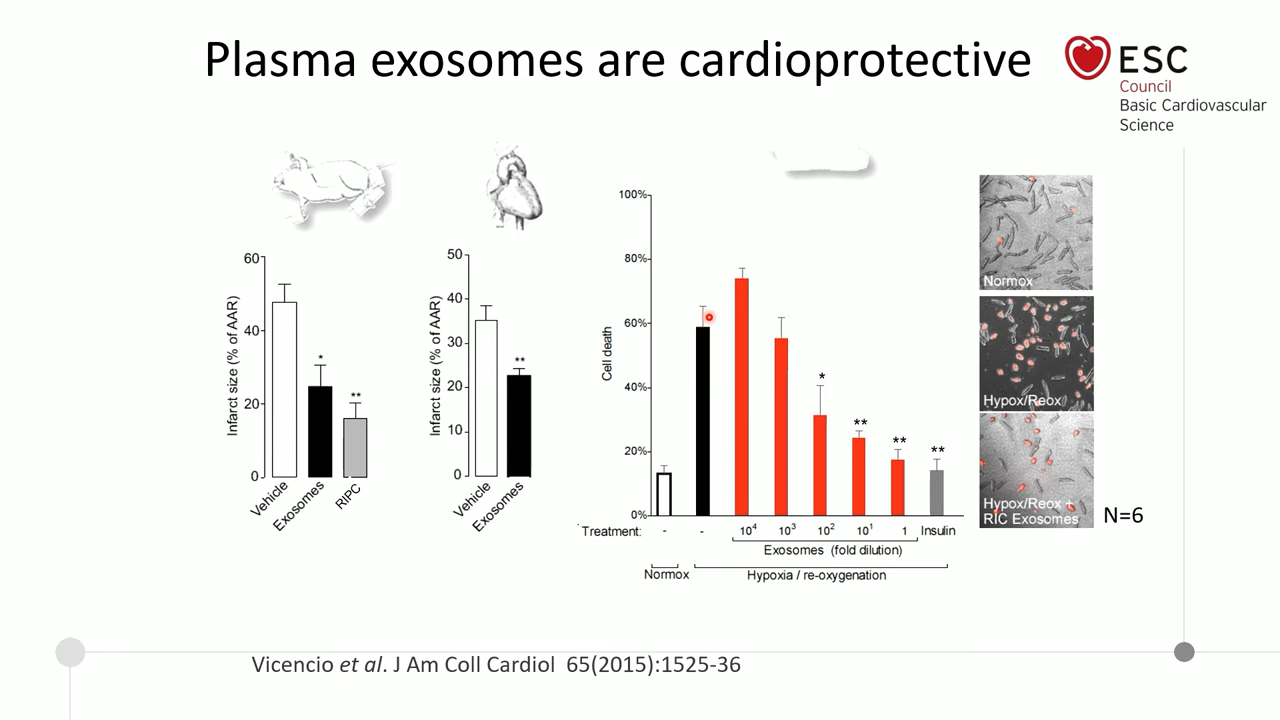 Plasma exosomes are cardioprotective
ESC
Council
Basic Cardiovascular
Science
Infarct size (% of AAR)
60
40
20
0
*
**
Vehicle
Exosomes
RIPC
Infarct size (% of AAR)
50
40
30
20
10
0
**
Vehicle
Exosomes
Cell death
100%
80%
60%
40%
20%
0%
*
**
**
**
Treatment: - - 10⁴ 10³ 10² 10¹ 1 Insulin
Exosomes (fold dilution)
Normox Hypoxia / re-oxygenation
Normox
Hypox/Reox
Hypox/Reox +
RIC Exosomes
N=6
Vicencio et al. J Am Coll Cardiol 65(2015):1525-36